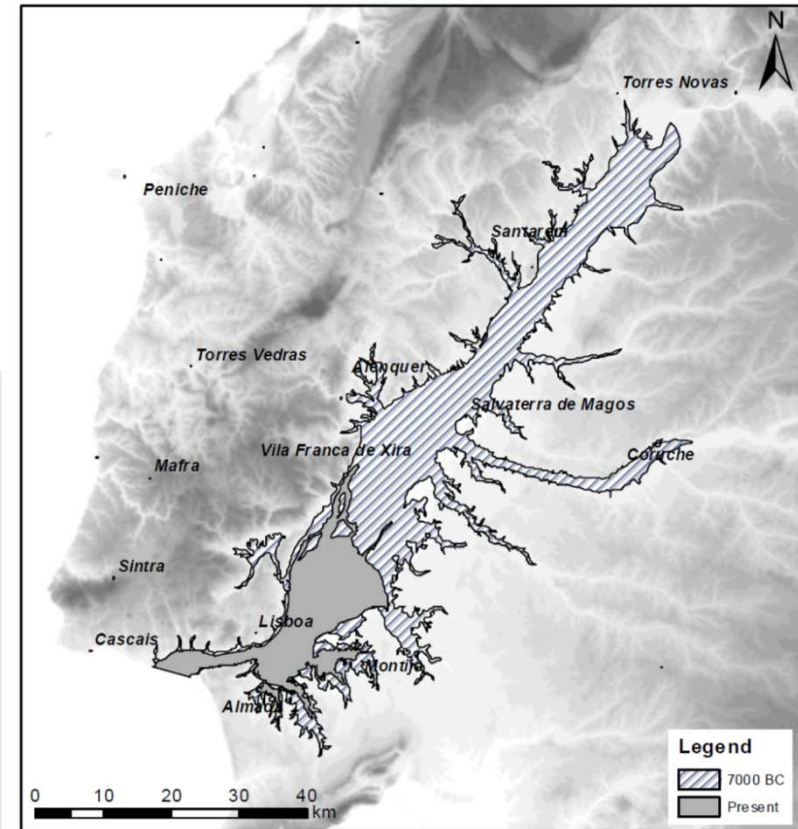 N
Torres Novas
Peniche
Santarem
Torres Vedras
Alenquer
Salvaterra de Magos
Vila Franca de Xira
Coruche
Mafra
Sintra
Lisboa
Cascais
Montijo
Almada
Legend
7000 BC
Present
0 10 20 30 40
km